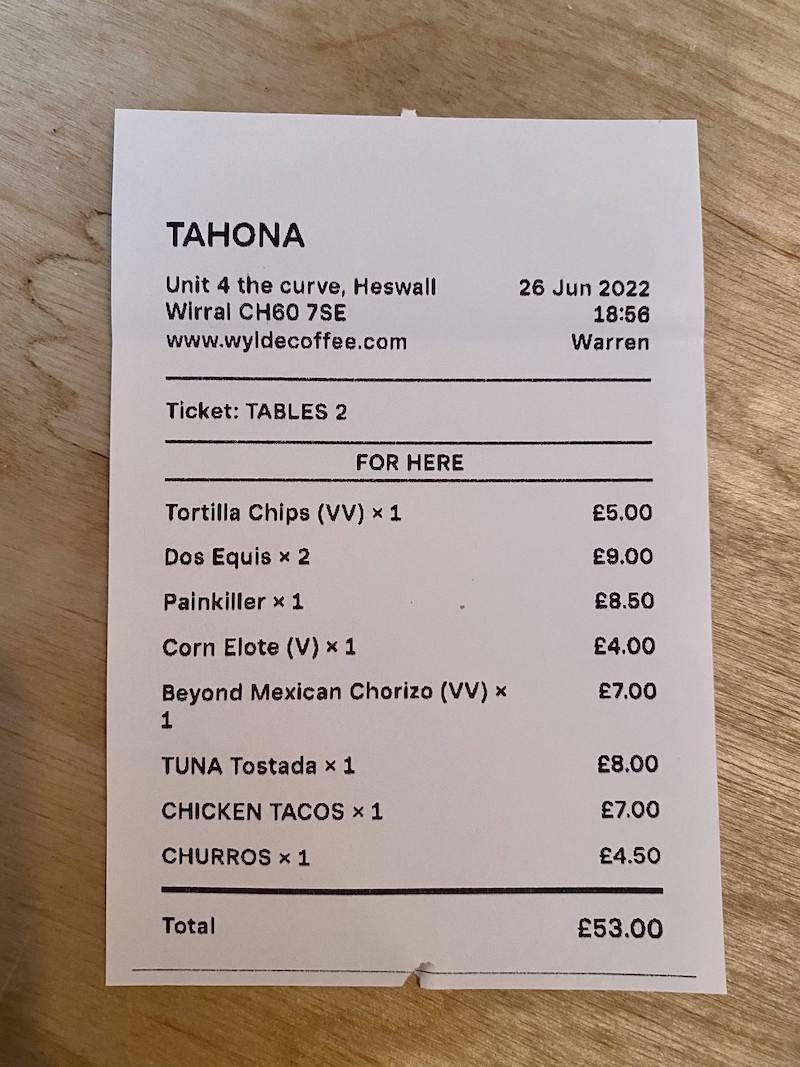 TAHONA
Unit 4 the curve, Heswall 26 Jun 2022
Wirral CH60 7SE 18:56
www.wyldecoffee.com Warren
Ticket: TABLES 2
FOR HERE
Tortilla Chips (VV) × 1 £5.00
Dos Equis × 2 £9.00
Painkiller × 1 £8.50
Corn Elote (V) × 1 £4.00
Beyond Mexican Chorizo (VV) × £7.00
1
TUNA Tostada × 1 £8.00
CHICKEN TACOS × 1 £7.00
CHURROS × 1 £4.50
Total £53.00